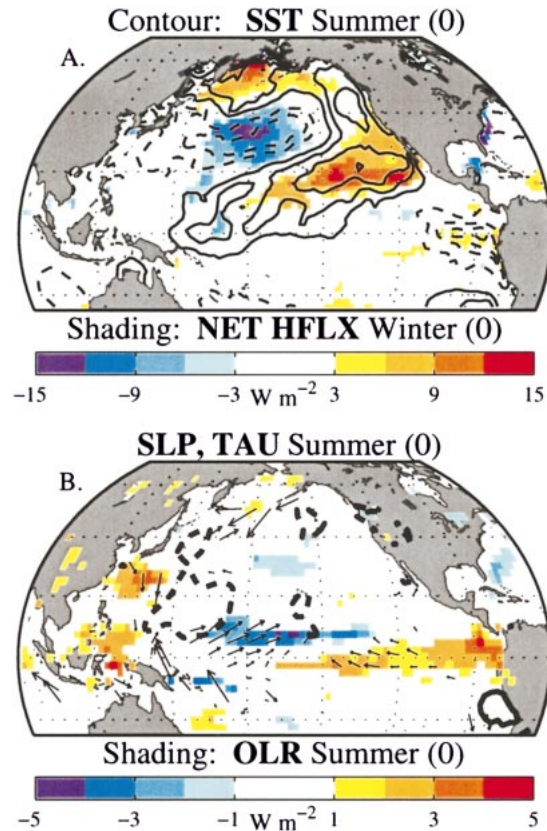 Contour: SST Summer (0)
A.
Shading: NET HFLX Winter (0)
-15 -9 -3 W m-2 3 9 15
SLP, TAU Summer (0)
B.
Shading: OLR Summer (0)
-5 -3 -1 W m-2 1 3 5